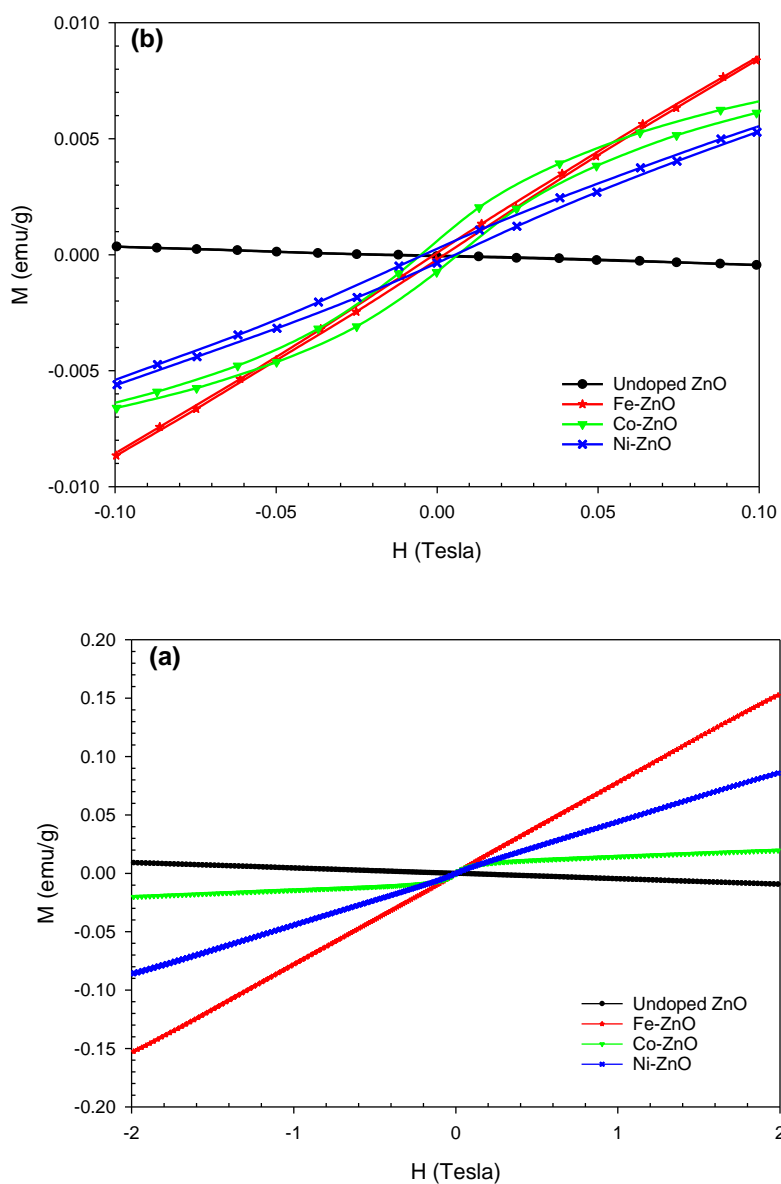 (b)
0.010
0.005
0.000
-0.005
-0.010
M (emu/g)
Undoped ZnO
Fe-ZnO
Co-ZnO
Ni-ZnO
-0.10
-0.05
0.00
0.05
0.10
H (Tesla)
(a)
0.20
0.15
0.10
0.05
0.00
-0.05
-0.10
-0.15
-0.20
M (emu/g)
Undoped ZnO
Fe-ZnO
Co-ZnO
Ni-ZnO
-2
-1
0
1
2
H (Tesla)